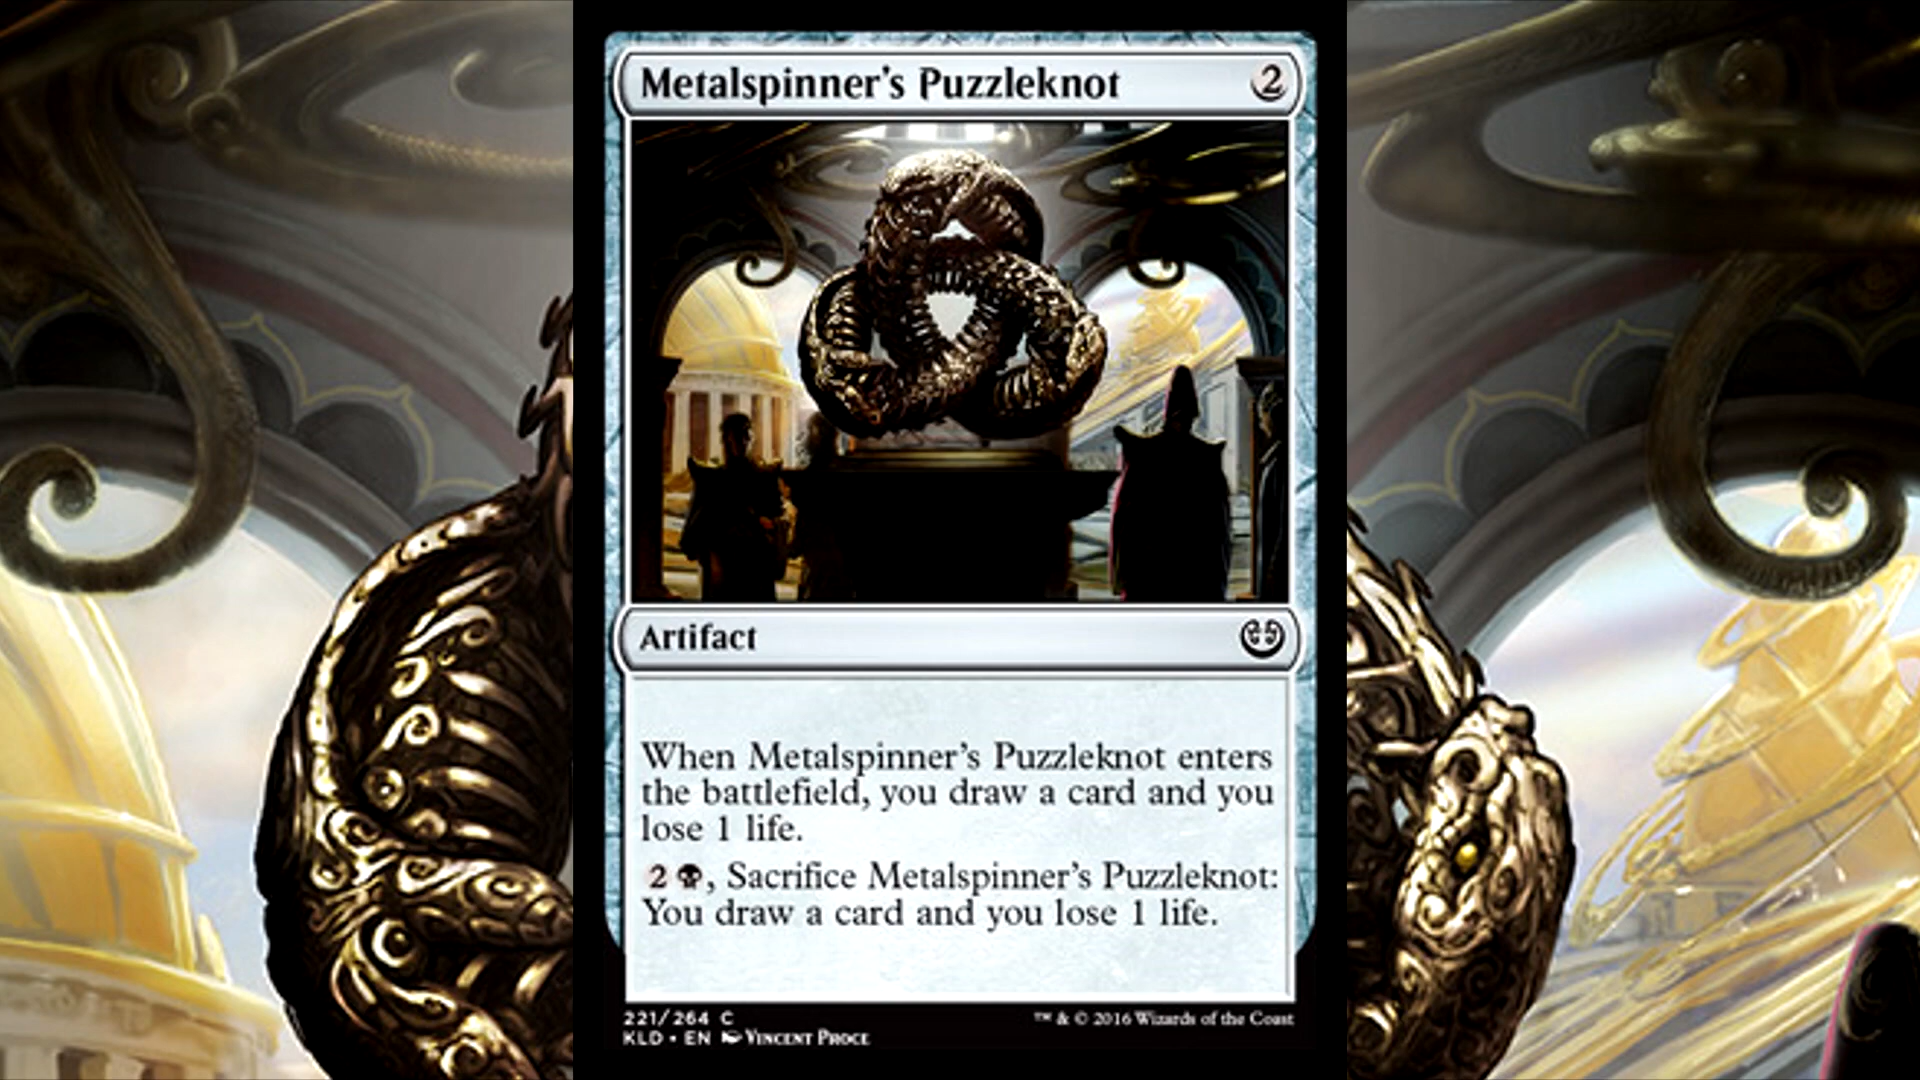 Metalspinner's Puzzleknot 2
Artifact
When Metalspinner's Puzzleknot enters
the battlefield, you draw a card and you
lose 1 life.
2, Sacrifice Metalspinner's Puzzleknot:
You draw a card and you lose 1 life.
221/264 C
KLD • EN Vincent Proce
™ & © 2016 Wizards of the Coast